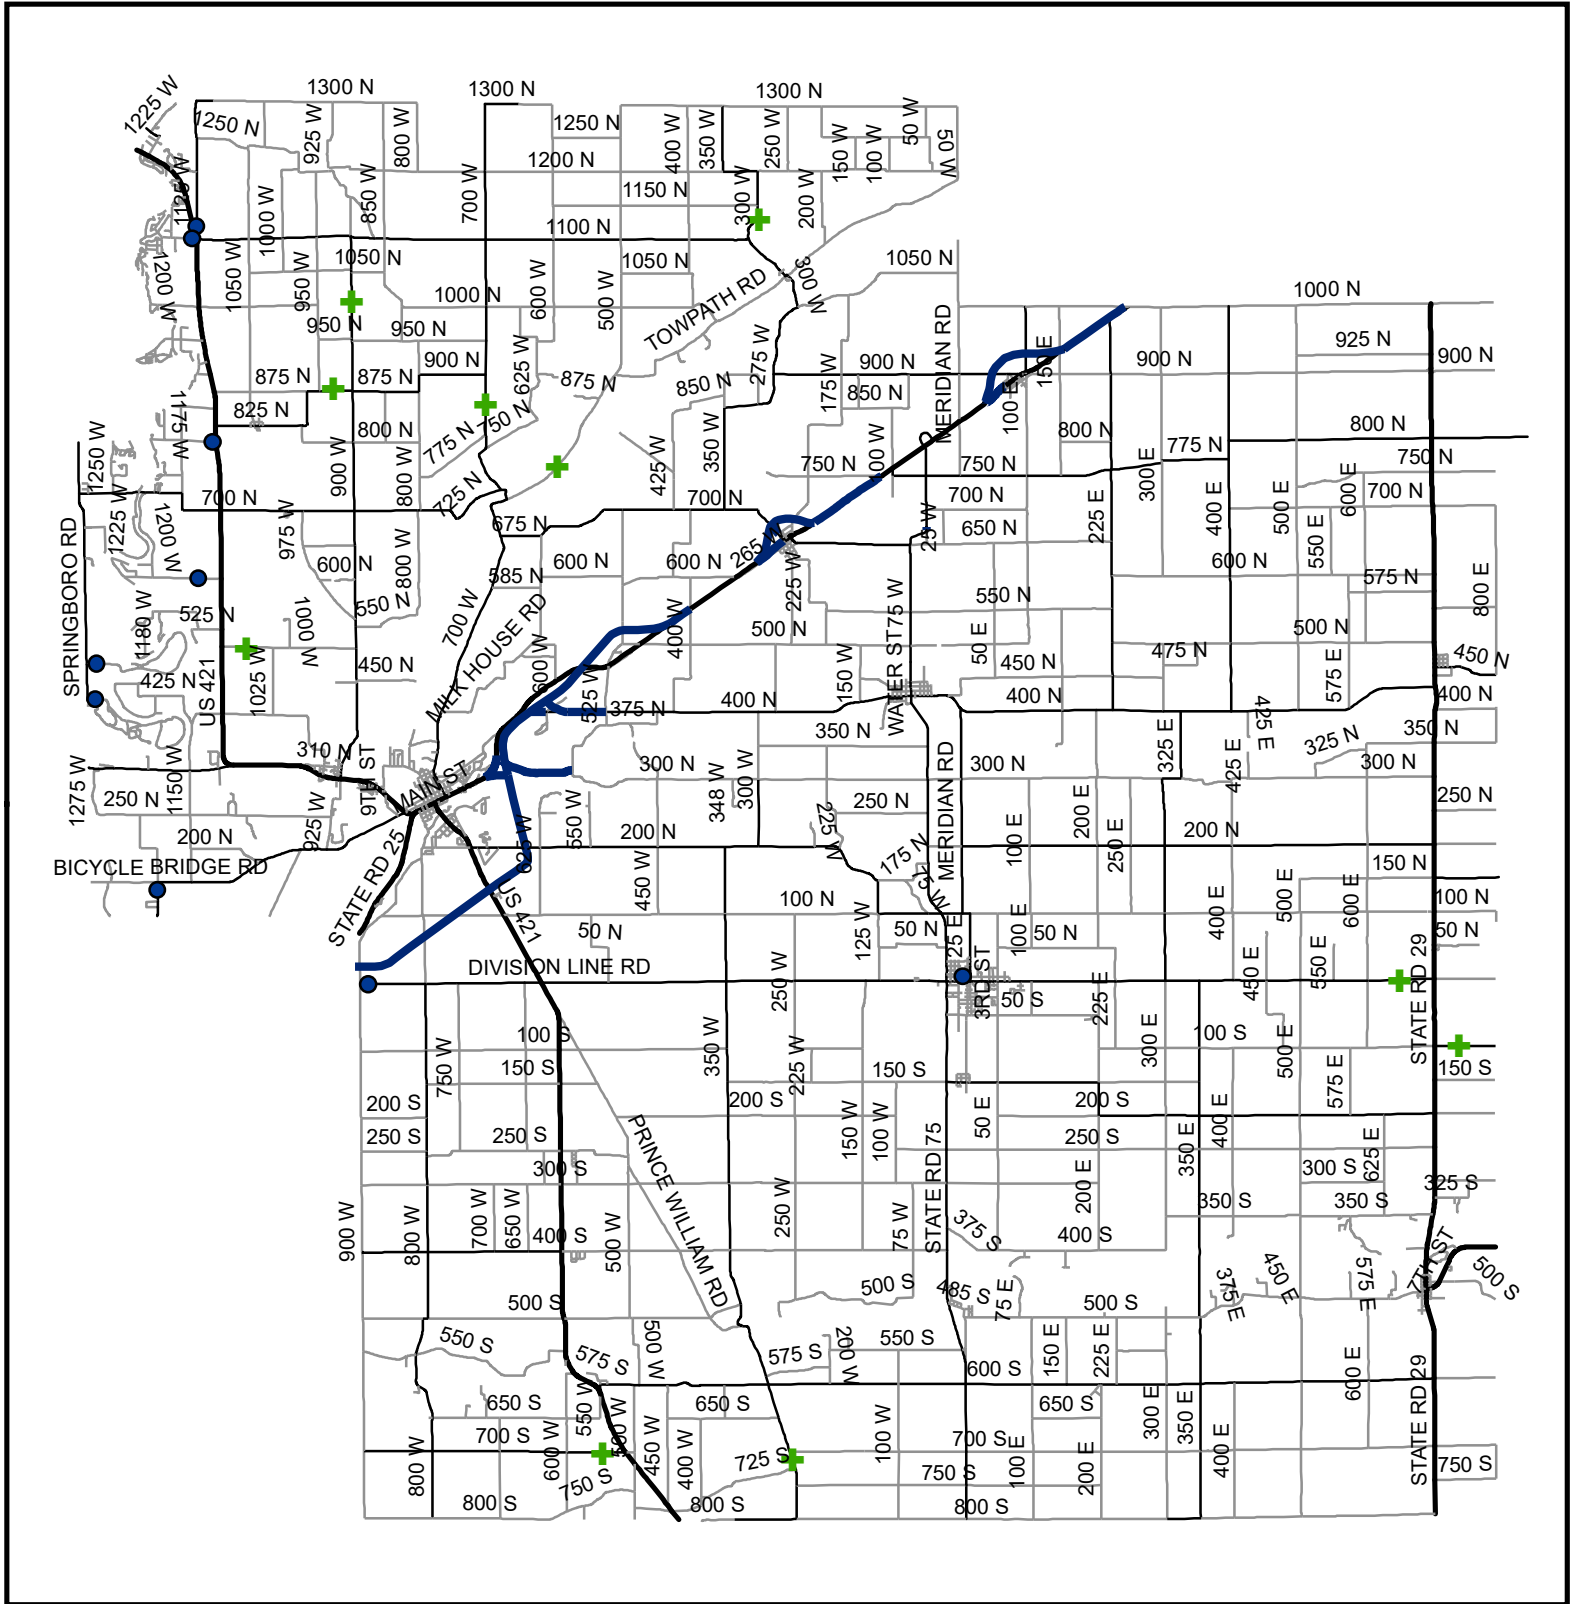 1300 N
1300 N
1300 N
1225 W
1250 N
925 W
800 W
1250 N
400 W
350 W
250 W
150 W
100 W
50 W
50 W
1200 N
850 W
700 W
1150 N
300 W
200 W
1000 W
1100 N
1050 N
1050 N
1050 N
1200 W
1050 W
950 W
600 W
500 W
TOWPATH RD
300 W
1000 N
1000 N
950 N
950 N
MERIDIAN RD
150 E
925 N
900 N
900 N
900 N
900 N
875 N
875 N
625 W
875 N
850 N
275 W
175 W
850 N
100 E
825 N
1175 W
750 N
775 N
800 N
800 N
800 N
775 N
1250 W
900 W
800 W
425 W
350 W
750 N
750 N
750 N
300 E
600 E
700 N
725 N
700 N
700 N
700 N
400 E
500 E
SPRINGBORO RD
1225 W
1200 W
975 W
675 N
265 W
25 W
650 N
225 E
550 E
600 N
800 W
585 N
600 N
600 N
225 W
600 N
575 N
800 E
525 N
1180 W
1000 W
550 N
700 W
MILK HOUSE RD
400 W
WATER ST
75 W
550 N
500 N
50 E
500 N
475 N
450 N
450 N
450 N
425 N
US 421
1025 W
600 W
525 W
375 N
400 N
150 W
400 N
575 E
400 N
425 E
350 N
350 N
325 N
310 N
9TH ST
MAIN ST
300 N
300 N
300 N
325 E
425 E
1275 W
250 N
1150 W
925 W
348 W
300 W
250 N
MERIDIAN RD
250 N
200 N
BICYCLE BRIDGE RD
STATE RD 25
625 W
550 W
200 N
225 W
200 E
250 E
100 E
200 N
175 N
75 W
150 N
450 W
US 421
100 N
100 N
125 W
50 N
50 N
50 N
50 N
25 E
100 E
400 E
500 E
600 E
DIVISION LINE RD
250 W
3RD ST
225 E
450 E
550 E
STATE RD 29
50 S
100 S
100 S
750 W
350 W
225 W
300 E
500 E
150 S
150 S
150 S
575 E
200 S
200 S
200 S
250 S
250 S
250 S
150 W
100 W
STATE RD 75
50 E
350 E
400 E
625 E
300 S
300 S
PRINCE WILLIAM RD
200 E
325 S
350 S
350 S
900 W
800 W
700 W
650 W
400 S
500 W
250 W
75 W
375 S
400 S
7TH ST
500 S
485 S
75 E
500 S
500 S
500 S
375 E
450 E
575 E
550 S
575 S
500 W
575 S
200 W
550 S
600 S
150 E
225 E
600 E
STATE RD 29
650 S
550 W
500 W
650 S
650 S
300 E
350 E
700 S
600 W
450 W
400 W
100 W
700 S
100 E
200 E
400 E
800 W
725 S
750 S
750 S
750 S
800 S
800 S
800 S